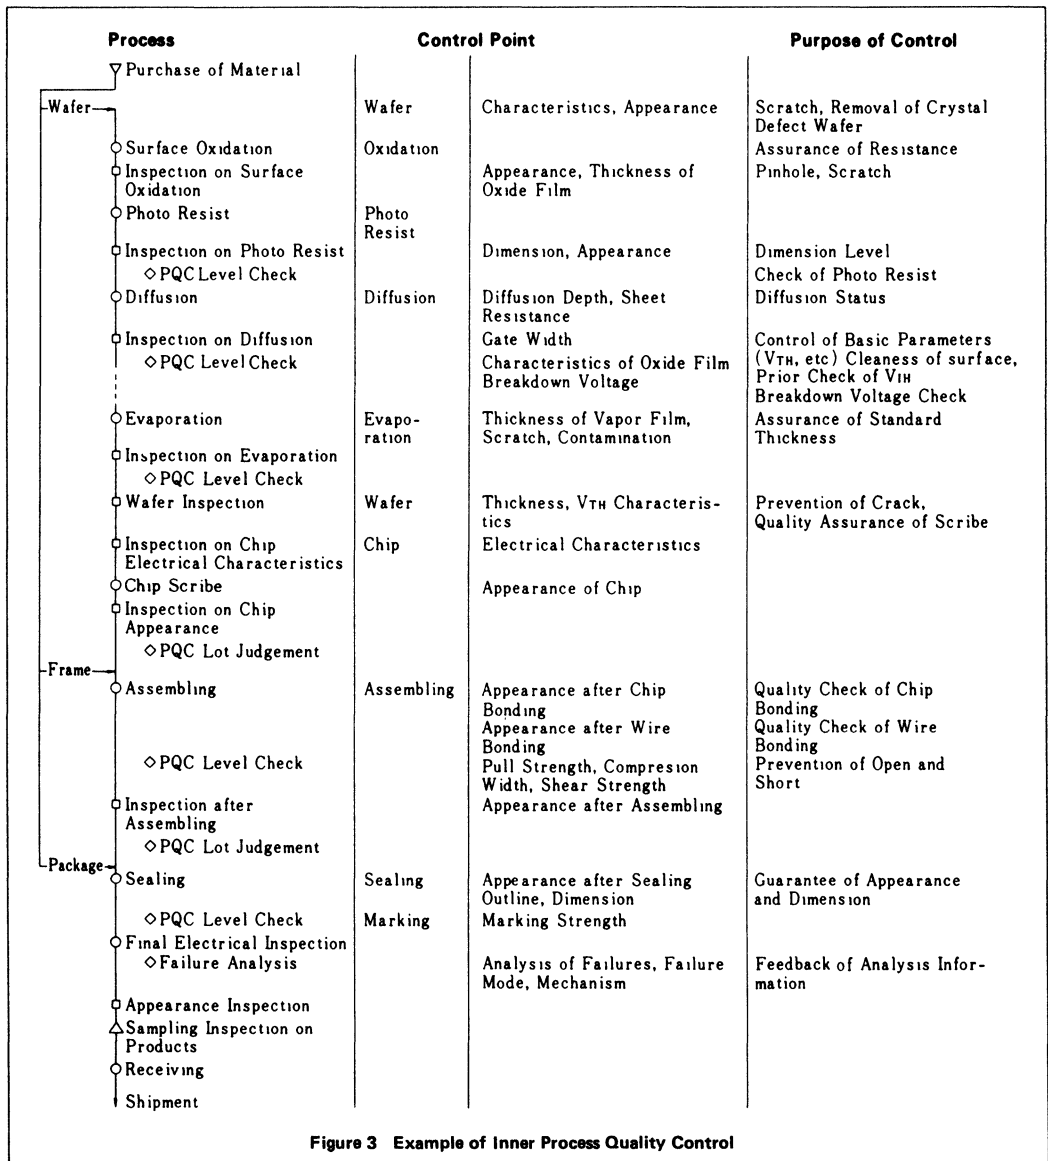 Process Control Point Purpose of Control
Purchase of Material
Wafer Wafer Characteristics, Appearance Scratch, Removal of Crystal
Defect Wafer
Surface Oxidation Oxidation Assurance of Resistance
Inspection on Surface Appearance, Thickness of Pinhole, Scratch
Oxidation Oxide Film
Photo Resist Photo
Resist
Inspection on Photo Resist Dimension, Appearance Dimension Level
PQC Level Check Check of Photo Resist
Diffusion Diffusion Diffusion Depth, Sheet Diffusion Status
Resistance
Inspection on Diffusion Gate Width Control of Basic Parameters
PQC Level Check Characteristics of Oxide Film (VTH, etc) Cleaness of surface,
Breakdown Voltage Prior Check of VIH
Breakdown Voltage Check
Evaporation Evapo- Thickness of Vapor Film, Assurance of Standard
ration Scratch, Contamination Thickness
Inspection on Evaporation
PQC Level Check
Wafer Inspection Wafer Thickness, VTH Characteris- Prevention of Crack,
tics Quality Assurance of Scribe
Inspection on Chip Chip Electrical Characteristics
Electrical Characteristics
Chip Scribe Appearance of Chip
Inspection on Chip
Appearance
PQC Lot Judgement
Frame
Assembling Assembling Appearance after Chip Quality Check of Chip
Bonding Bonding
Appearance after Wire Quality Check of Wire
Bonding Bonding
PQC Level Check Pull Strength, Compresion Prevention of Open and
Width, Shear Strength Short
Inspection after Appearance after Assembling
Assembling
PQC Lot Judgement
Package
Sealing Sealing Appearance after Sealing Guarantee of Appearance
Outline, Dimension and Dimension
PQC Level Check Marking Marking Strength
Final Electrical Inspection
Failure Analysis Analysis of Failures, Failure Feedback of Analysis Infor-
Mode, Mechanism mation
Appearance Inspection
Sampling Inspection on
Products
Receiving
Shipment
Figure 3 Example of Inner Process Quality Control